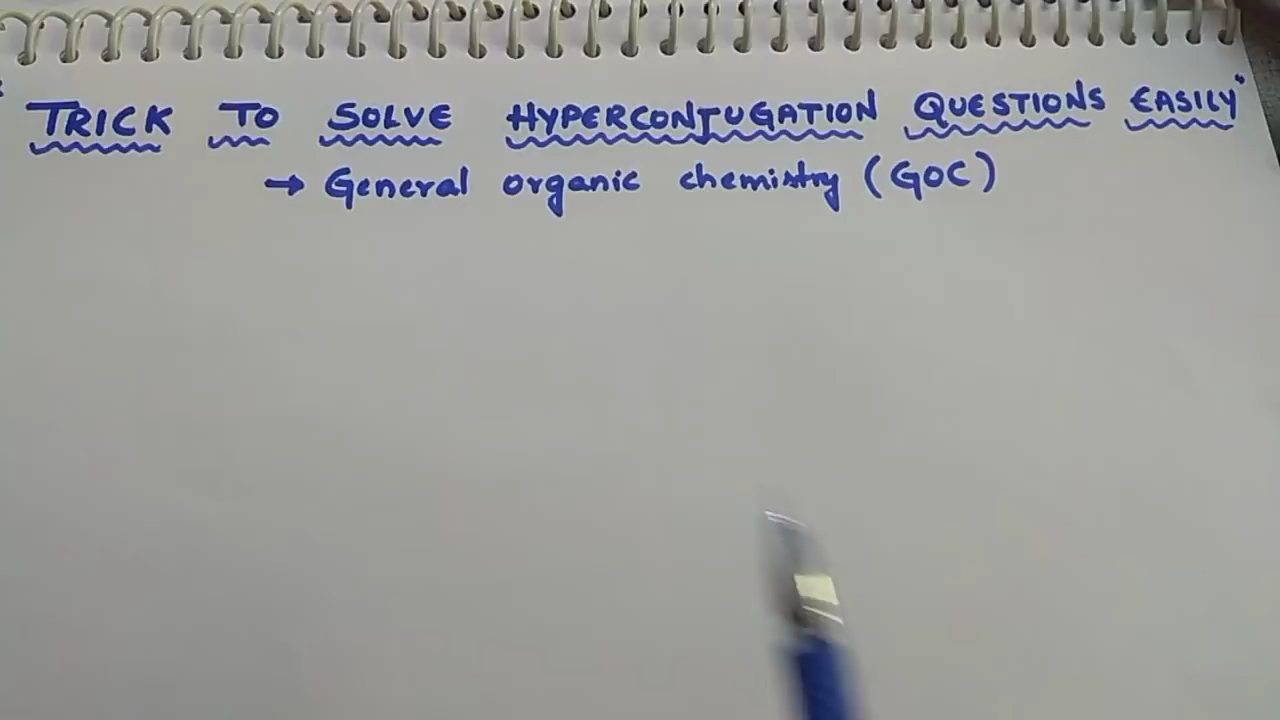 " TRICK TO SOLVE HYPERCONJUGATION QUESTIONS EASILY"
→ General organic chemistry (GOC)